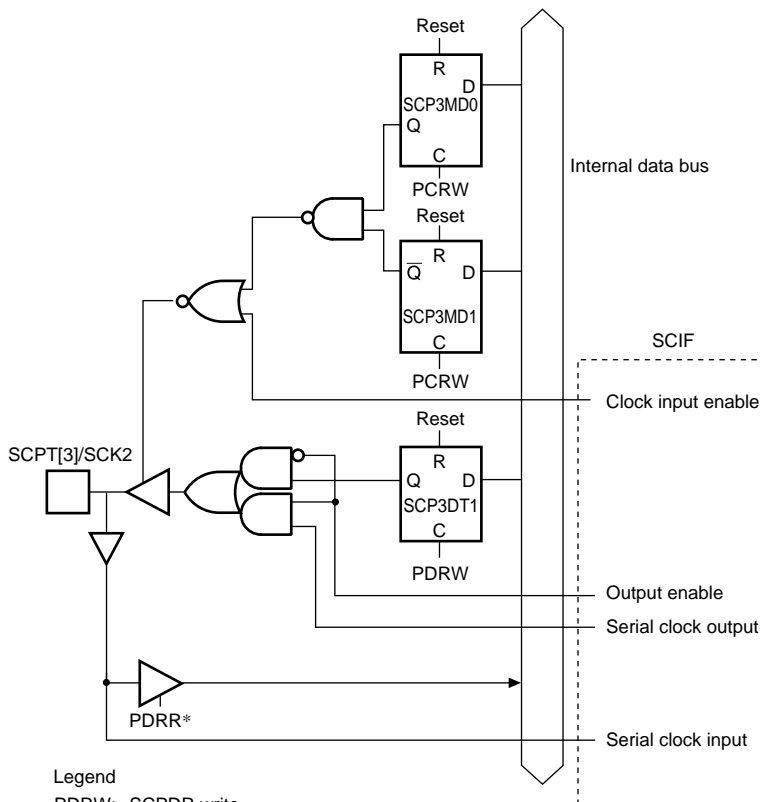 Reset
R
D
SCP3MD0
Q
C
PCRW
Internal data bus
Reset
R
Q D
SCP3MD1
C
PCRW
SCIF
Clock input enable
Reset
SCPT[3]/SCK2
R
Q D
SCP3DT1
C
PDRW
Output enable
Serial clock output
PDRR*
Serial clock input
Legend